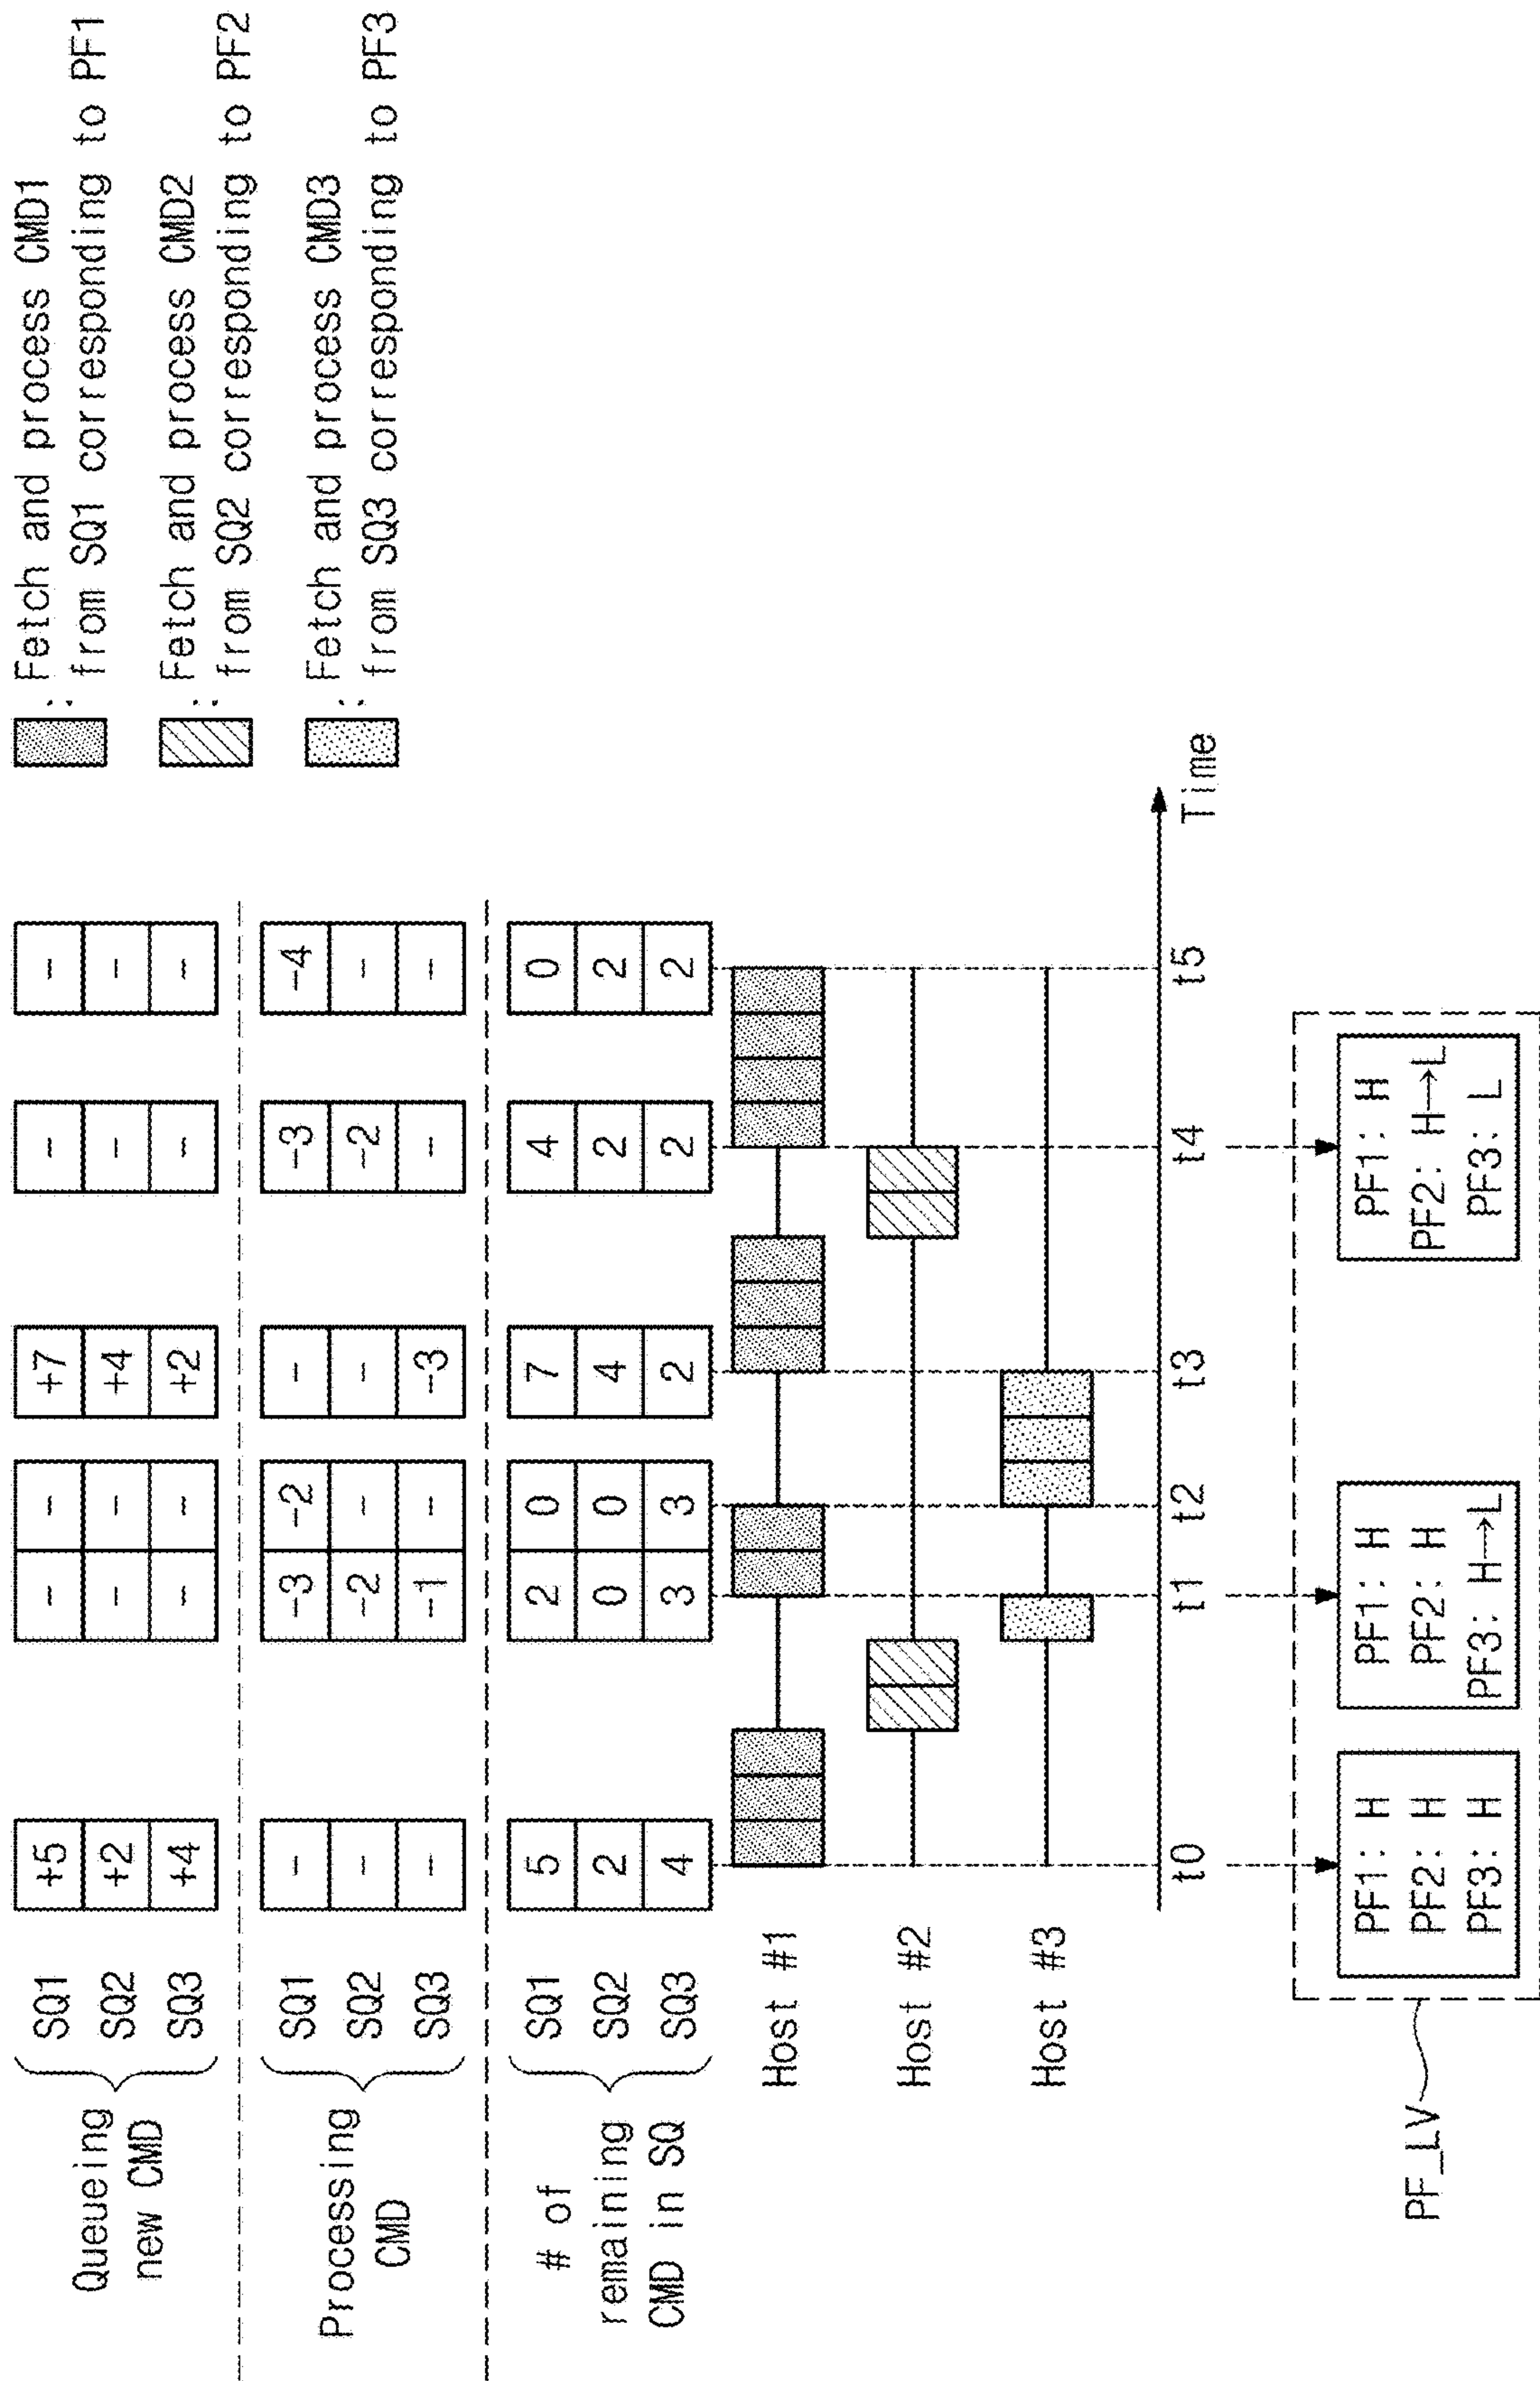 Fetch and process CMD1
from SQ1 corresponding to PF1
Fetch and process CMD2
from SQ2 corresponding to PF2
Fetch and process CMD3
from SQ3 corresponding to PF3
Queueing
new CMD
SQ1 +5 - - +7 - -
SQ2 +2 - - +4 - -
SQ3 +4 - - +2 - -
Processing
CMD
SQ1 - -3 -2 - -3 -4
SQ2 - -2 - - -2 -
SQ3 - -1 - -3 - -
# of
remaining
CMD in SQ
SQ1 5 2 0 7 4 0
SQ2 2 0 0 4 2 2
SQ3 4 3 3 2 2 2
Host #1
Host #2
Host #3
t0 t1 t2 t3 t4 t5
Time
PF_LV
PF1: H
PF2: H
PF3: H
PF1: H
PF2: H
PF3: H→L
PF1: H
PF2: H→L
PF3: L